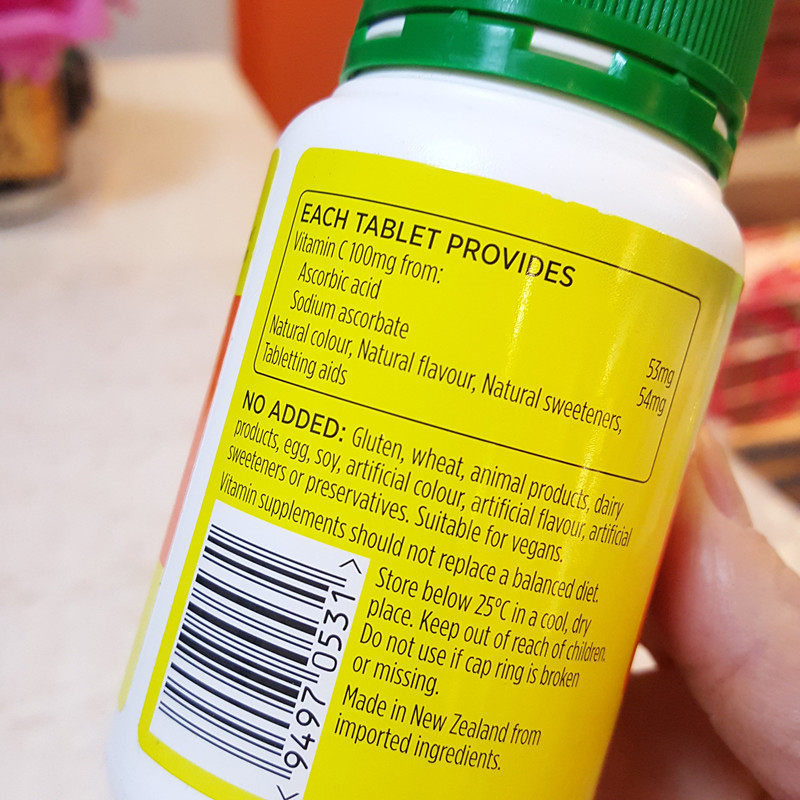 EACH TABLET PROVIDES
Vitamin C 100mg from:
Ascorbic acid 53mg
Sodium ascorbate 54mg
Natural colour, Natural flavour, Natural sweeteners,
Tabletting aids
NO ADDED: Gluten, wheat, animal products, dairy
products, egg, soy, artificial colour, artificial flavour, artificial
sweeteners or preservatives. Suitable for vegans.
Vitamin supplements should not replace a balanced diet.
Store below 25°C in a cool, dry
place. Keep out of reach of children.
Do not use if cap ring is broken
or missing.
Made in New Zealand from
imported ingredients.
<9497 0531>